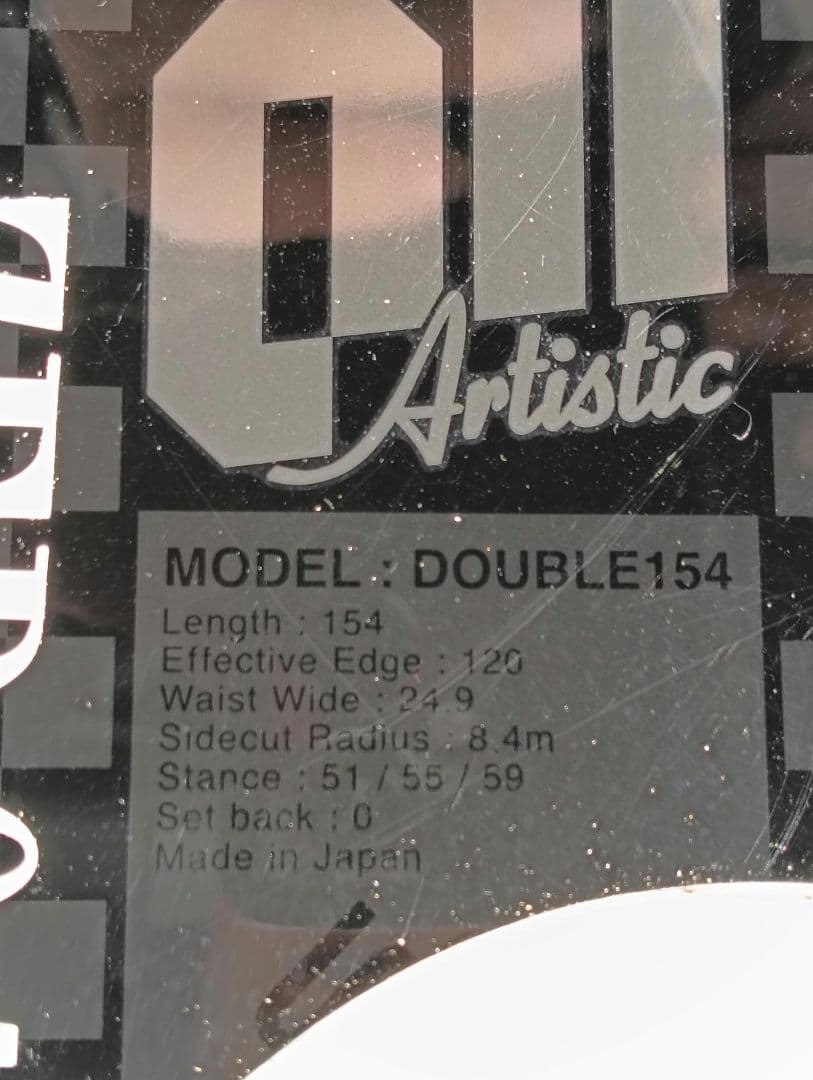 Artistic
MODEL : DOUBLE154
Length : 154
Effective Edge : 120
Waist Wide : 24.9
Sidecut Radius : 8.4m
Stance : 51 / 55 / 59
Set back : 0
Made in Japan